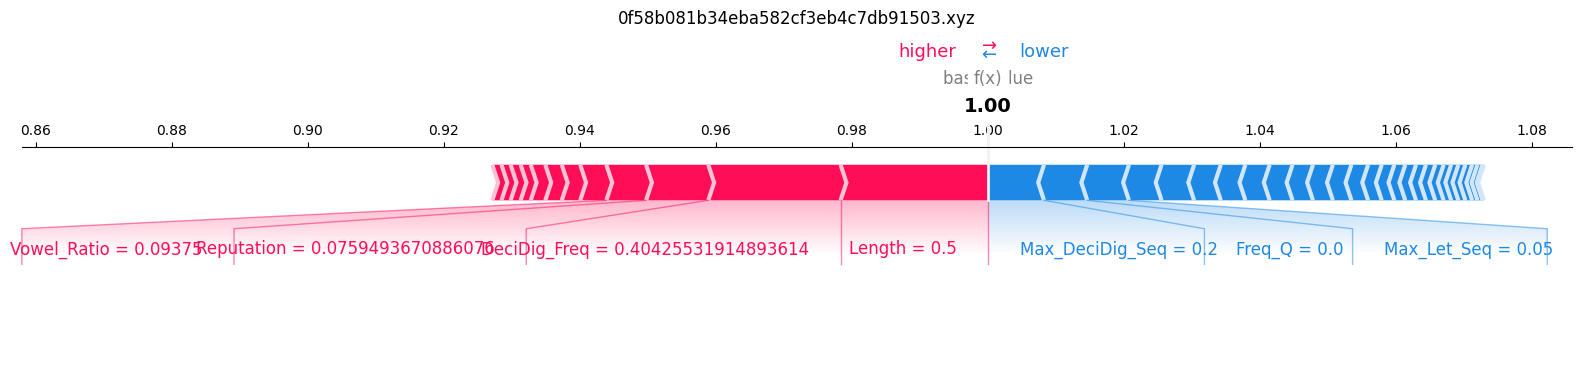 0f58b081b34eba582cf3eb4c7db91503.xyz
higher ⇄ lower
bas f(x) lue
1.00
0.86 0.88 0.90 0.92 0.94 0.96 0.98 1.00 1.02 1.04 1.06 1.08
Vowel_Ratio = 0.09375 Reputation = 0.0759493670886076 DeciDig_Freq = 0.40425531914893614 Length = 0.5 Max_DeciDig_Seq = 0.2 Freq_Q = 0.0 Max_Let_Seq = 0.05